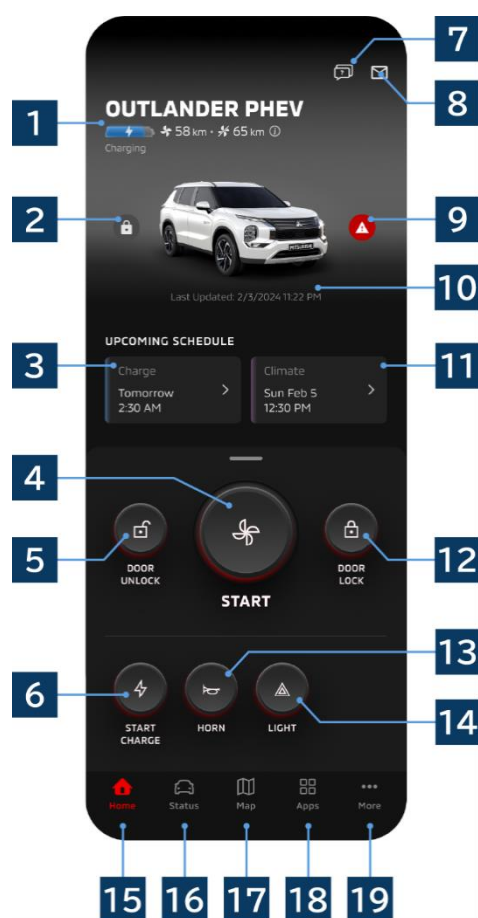 7
8
OUTLANDER PHEV
1
58 km • 65 km
Charging
2
9
Last Updated: 2/3/2024 11:22 PM
10
UPCOMING SCHEDULE
3
Charge
Tomorrow
2:30 AM
Climate
Sun Feb 5
12:30 PM
11
4
5
DOOR
UNLOCK
START
DOOR
LOCK
12
13
6
START
CHARGE
HORN
LIGHT
14
Home
Status
Map
Apps
More
15
16
17
18
19